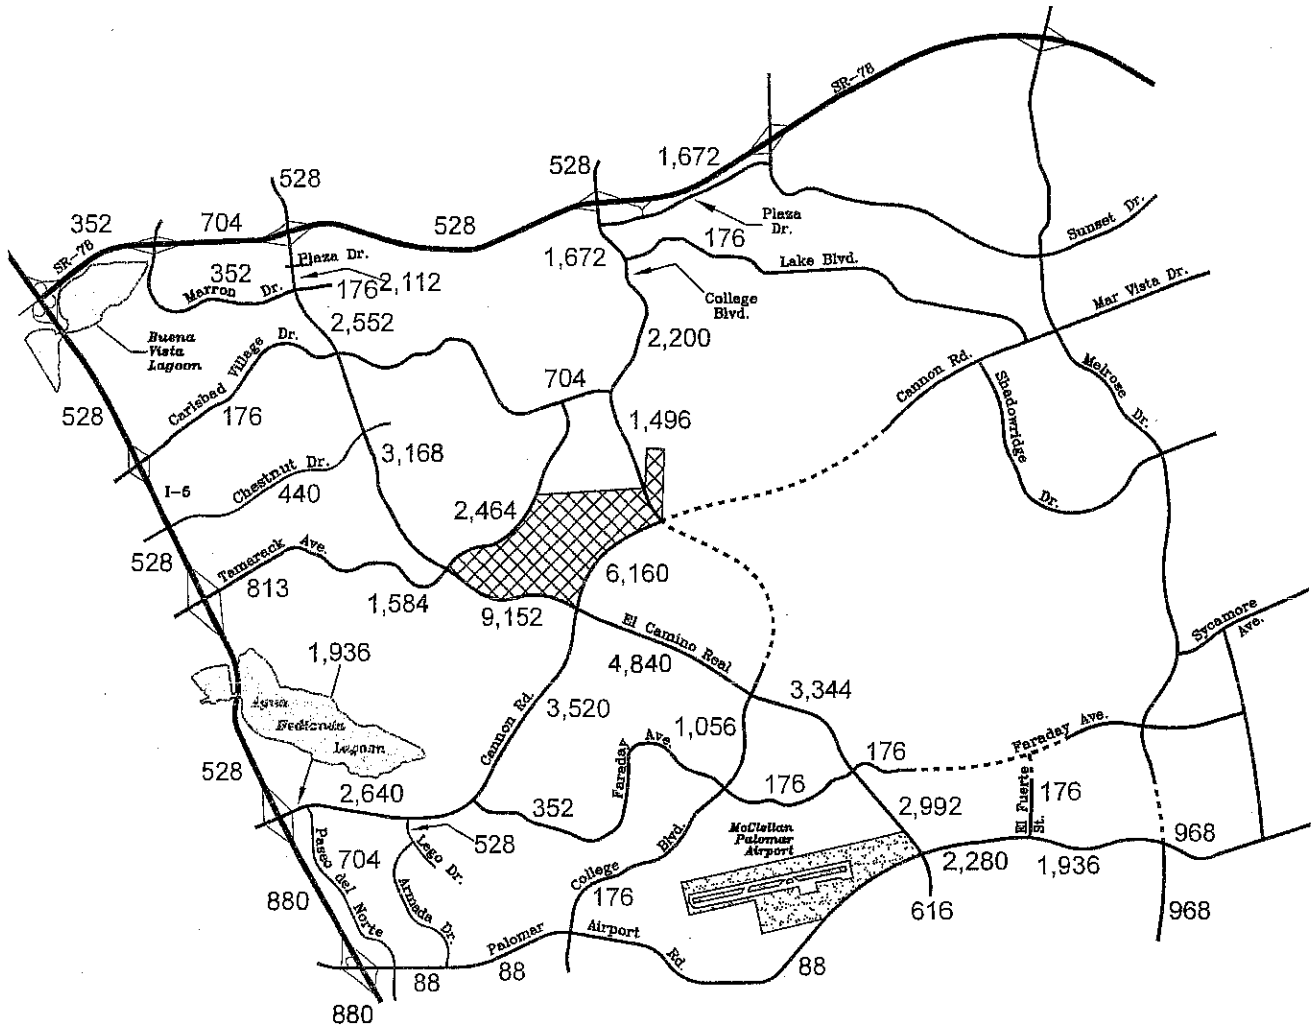 SR-78
528
528
1,672
352
704
528
Plaza
Dr.
Sunset Dr.
SR-78
Plaza Dr.
1,672
176
Lake Blvd.
352
Marron Dr.
176
2,112
College
Blvd.
Mar Vista Dr.
2,552
2,200
Buena
Vista
Lagoon
Carlsbad Village Dr.
704
Cannon Rd.
Shadowridge
Dr.
Melrose Dr.
528
176
1,496
3,168
I-5
Chestnut Dr.
440
2,464
528
Tamarack Ave.
813
1,584
9,152
6,160
Sycamore
Ave.
1,936
El Camino Real
4,840
3,344
Agua
Hedionda
Lagoon
Cannon Rd.
3,520
1,056
Faraday Ave.
176
Faraday Ave.
528
2,640
352
176
2,992
El Fuerte
St.
176
McClellan
Palomar
Airport
528
Lego Dr.
Paseo del Norte
704
College Blvd.
968
2,280
1,936
880
Armada Dr.
176
616
968
Palomar Airport Rd.
88
88
88
880